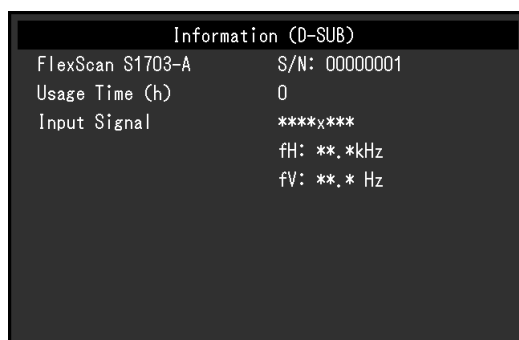 Information (D-SUB)
FlexScan S1703-A S/N: 00000001
Usage Time (h) 0
Input Signal ****x***
fH: **.*kHz
fV: **.* Hz